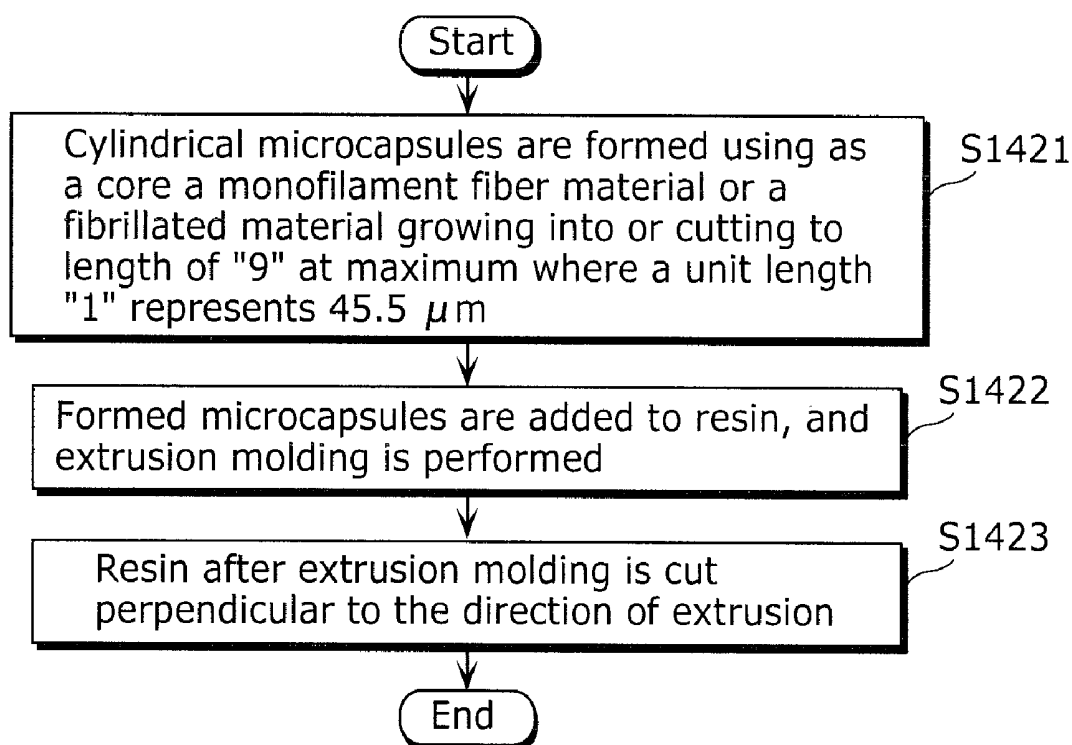 Start
Cylindrical microcapsules are formed using as
a core a monofilament fiber material or a
fibrillated material growing into or cutting to
length of "9" at maximum where a unit length
"1" represents 45.5 μm
S1421
Formed microcapsules are added to resin, and
extrusion molding is performed
S1422
Resin after extrusion molding is cut
perpendicular to the direction of extrusion
S1423
End